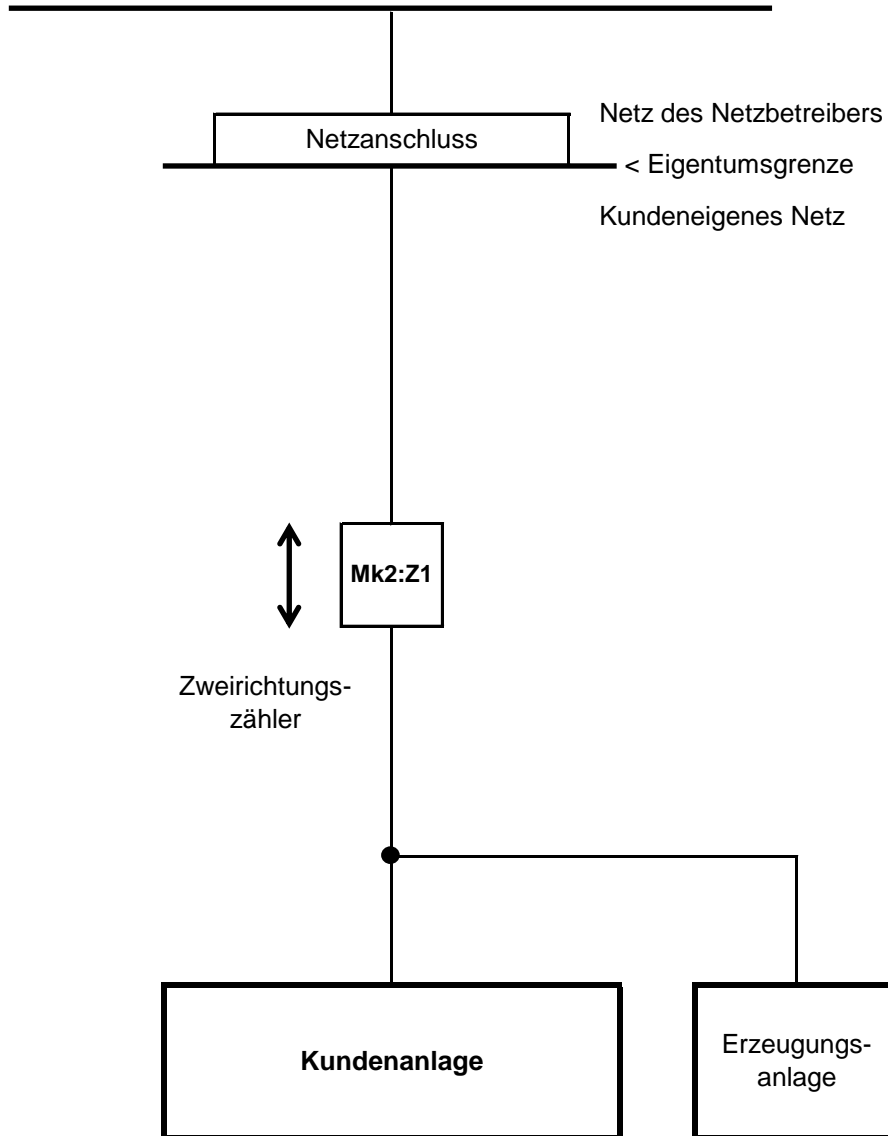 Netz des Netzbetreibers
Netzanschluss
< Eigentumsgrenze
Kundeneigenes Netz
Mk2:Z1
Zweirichtungs-
zähler
Kundenanlage
Erzeugungs-
anlage